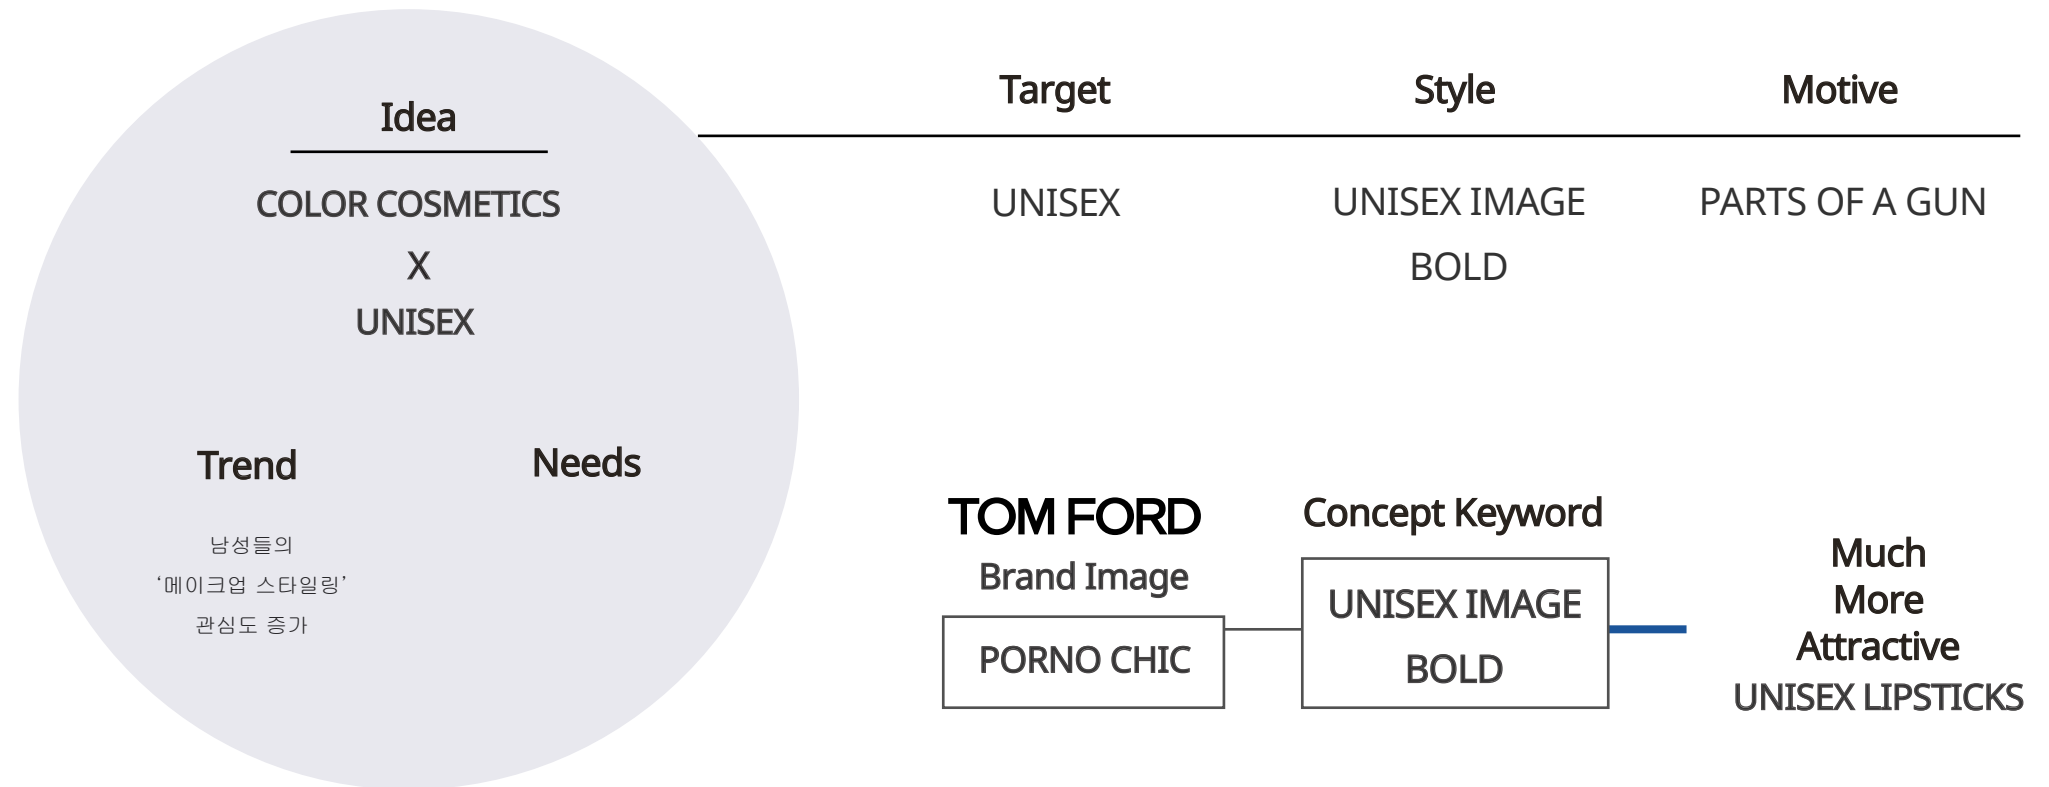 Idea
COLOR COSMETICS
X
UNISEX
Trend
남성들의
‘메이크업 스타일링’
관심도 증가
Needs
Target
UNISEX
Style
UNISEX IMAGE
BOLD
Motive
PARTS OF A GUN
TOM FORD
Brand Image
PORNO CHIC
Concept Keyword
UNISEX IMAGE
BOLD
Much
More
Attractive
UNISEX LIPSTICKS